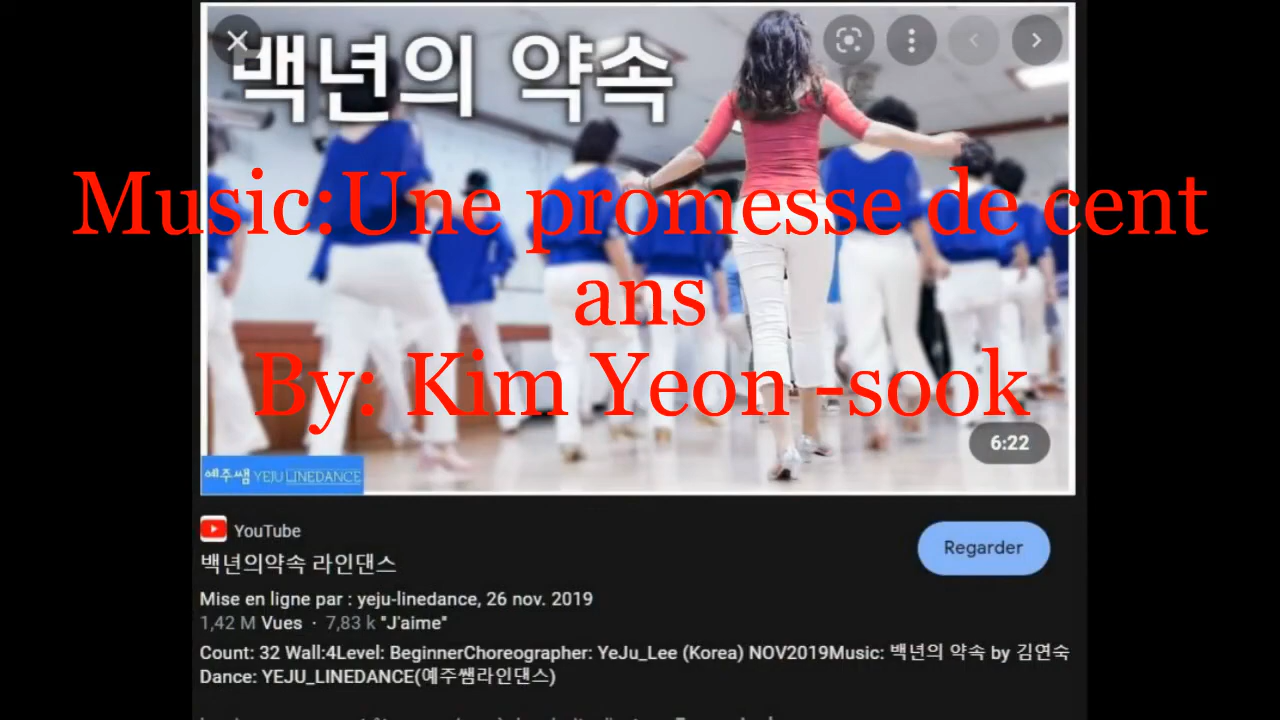 백년의 약속
Music:Une promesse de cent
ans
By: Kim Yeon -sook
6:22
예주쌤 YEJU LINEDANCE
YouTube
Regarder
백년의약속 라인댄스
Mise en ligne par : yeju-linedance, 26 nov. 2019
1,42 M Vues · 7,83 k "J'aime"
Count: 32 Wall:4Level: BeginnerChoreographer: YeJu_Lee (Korea) NOV2019Music: 백년의 약속 by 김연숙
Dance: YEJU_LINEDANCE(예주쌤라인댄스)